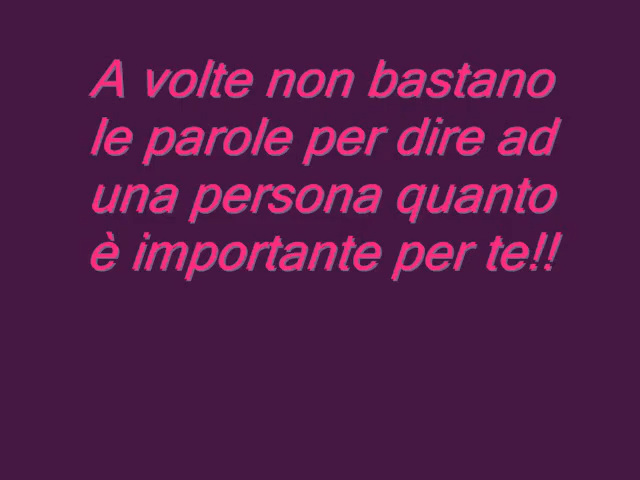 A volte non bastano
le parole per dire ad
una persona quanto
è importante per te!!